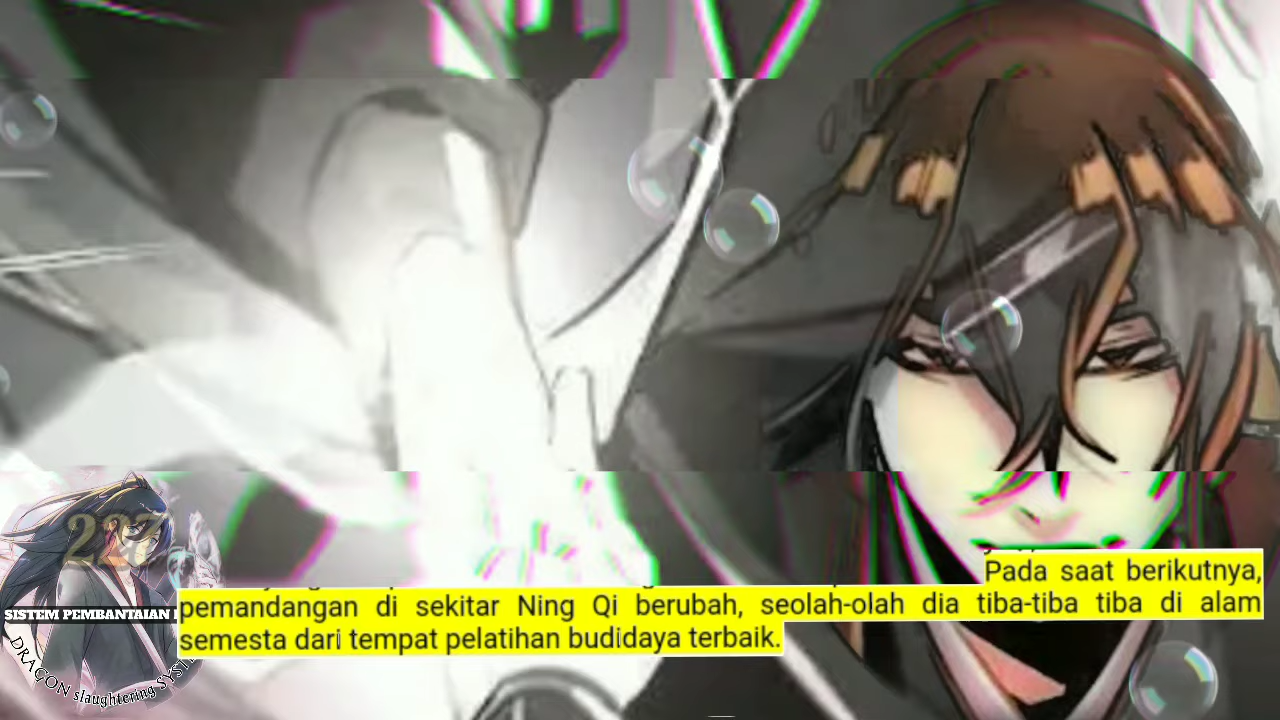 Pada saat berikutnya,
pemandangan di sekitar Ning Qi berubah, seolah-olah dia tiba-tiba tiba di alam
semesta dari tempat pelatihan budidaya terbaik.
SISTEM PEMBANTAIAN
DRAGON slaughtering